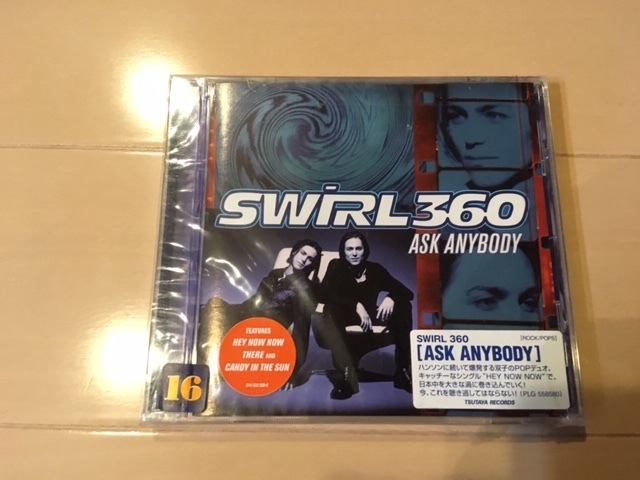 SWIRL 360
ASK ANYBODY
FEATURES
HEY NOW NOW
THERE AND
CANDY IN THE SUN
16
SWIRL 360 [ROCK/POPS]
[ASK ANYBODY]
ハンソンに続いて爆発する双子のPOPデュオ。
キャッチーなシングル"HEY NOW NOW"で、
日本中を大きな渦に巻き込んでいく!
今、これを聴き逃してはならない! (PLG 558580)
TSUTAYA RECORDS